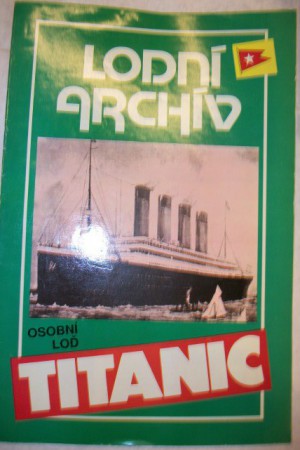 LODNÍ
ARCHÍV
OSOBNÍ
LOĎ
TITANIC